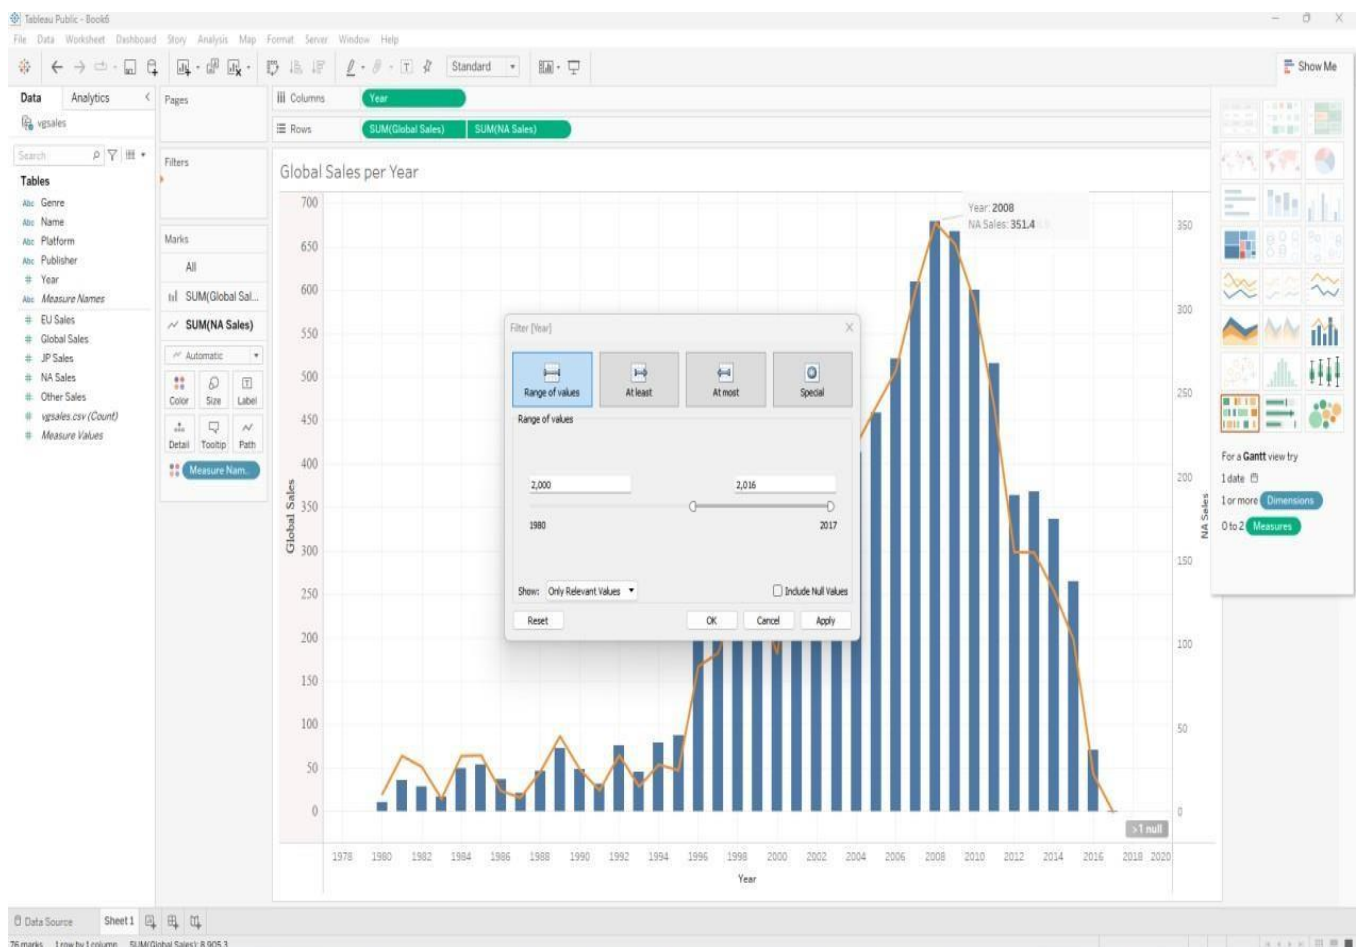 Tableau Public - Book6
File Data Worksheet Dashboard Story Analysis Map Format Server Window Help
Standard
Show Me
Data Analytics
vgsales
Search
Tables
Abc Genre
Abc Name
Abc Platform
Abc Publisher
# Year
Abc Measure Names
# EU Sales
# Global Sales
# JP Sales
# NA Sales
# Other Sales
# vgsales.csv (Count)
# Measure Values
Pages
Filters
Marks
All
SUM(Global Sal...
SUM(NA Sales)
Automatic
Color Size Label
Detail Tooltip Path
Measure Nam..
Columns Year
Rows SUM(Global Sales) SUM(NA Sales)
Global Sales per Year
700
650
600
550
500
450
400
350
300
250
200
150
100
50
0
Global Sales
Year: 2008
NA Sales: 351.4
Filter [Year]
Range of values At least At most Special
Range of values
2,000 2,016
1980 2017
Show: Only Relevant Values Include Null Values
Reset OK Cancel Apply
350
300
250
200
150
100
50
0
NA Sales
>1 null
1978 1980 1982 1984 1986 1988 1990 1992 1994 1996 1998 2000 2002 2004 2006 2008 2010 2012 2014 2016 2018 2020
Year
For a Gantt view try
1 date
1 or more Dimensions
0 to 2 Measures
Data Source Sheet 1
76 marks 1 row by 1 column SUM(Global Sales): 8,905.3